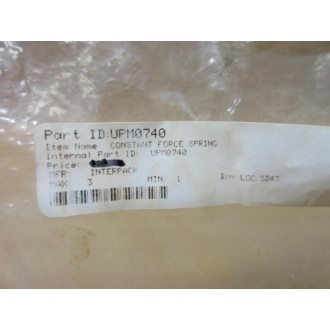 Part ID:UPM0740
Item Name: CONSTANT FORCE SPRING
Internal Part ID: UPM0740
Price:
MFR: INTERPACK
MAX: 3 MIN: 1 Bin: LOC 5D4T